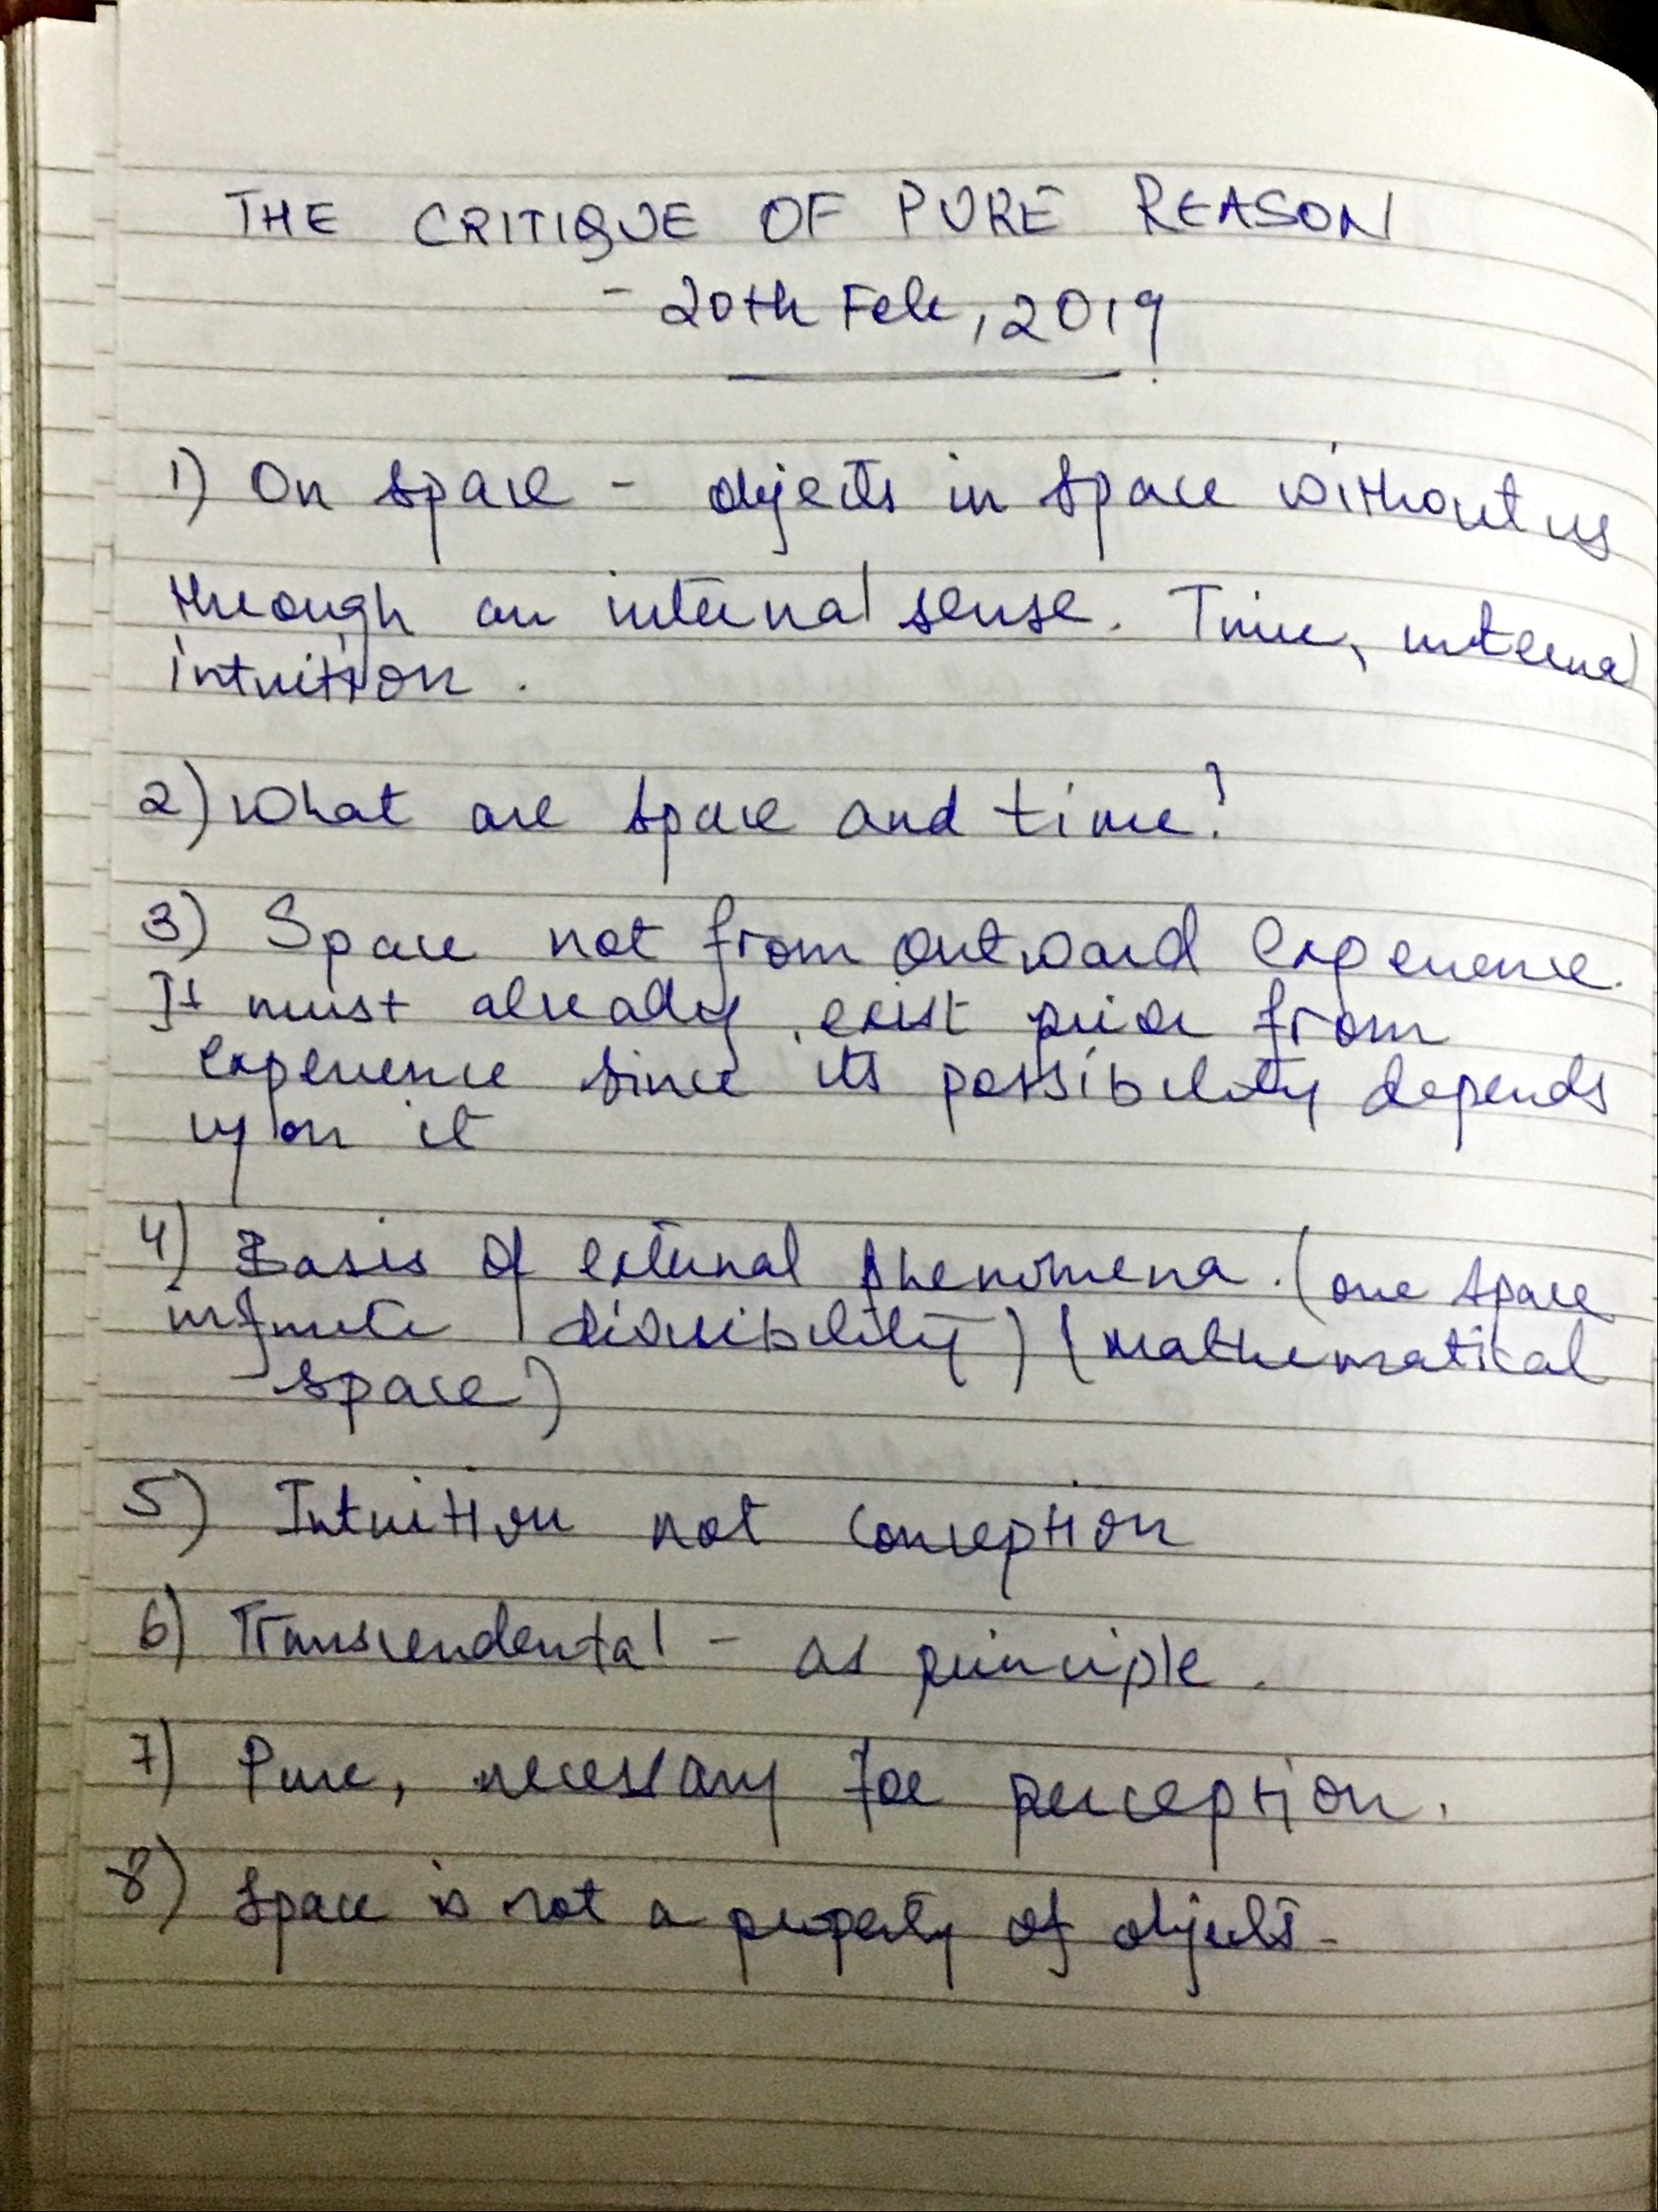 THE CRITIQUE OF PURE REASON
- 20th Feb, 2019
1) On space - objects in space without us
through an internal sense. Time, internal
intuition.
2) What are space and time?
3) Space not from outward experience.
It must already exist prior from
experience since its possibility depends
upon it
4) Basis of external phenomena. (one space
infinite divisibility) (mathematical
space)
5) Intuition not conception
6) Transcendental - as principle.
7) Pure, necessary for perception.
8) Space is not a property of objects-